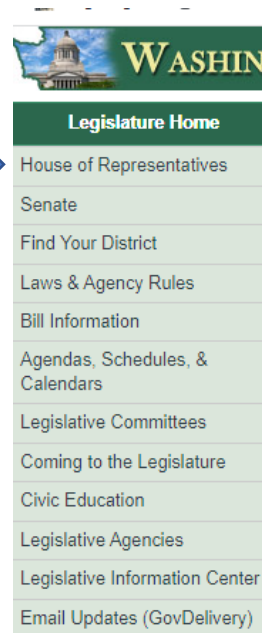 WASHIN
Legislature Home
House of Representatives
Senate
Find Your District
Laws & Agency Rules
Bill Information
Agendas, Schedules, &
Calendars
Legislative Committees
Coming to the Legislature
Civic Education
Legislative Agencies
Legislative Information Center
Email Updates (GovDelivery)